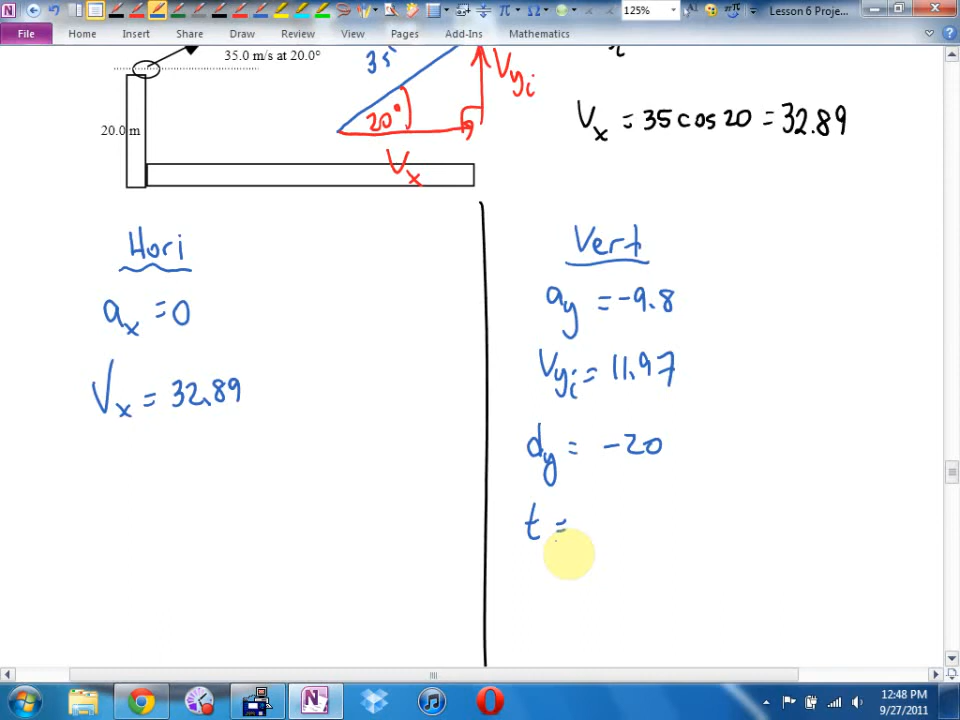 125%
Lesson 6 Proje...
File Home Insert Share Draw Review View Pages Add-Ins Mathematics
35.0 m/s at 20.0°
35
Vyi
20°
20.0 m
Vx
Vx = 35 cos 20 = 32.89
Hori
ax = 0
Vx = 32.89
Vert
ay = -9.8
Vyi = 11.97
dy = -20
t =
12:48 PM
9/27/2011